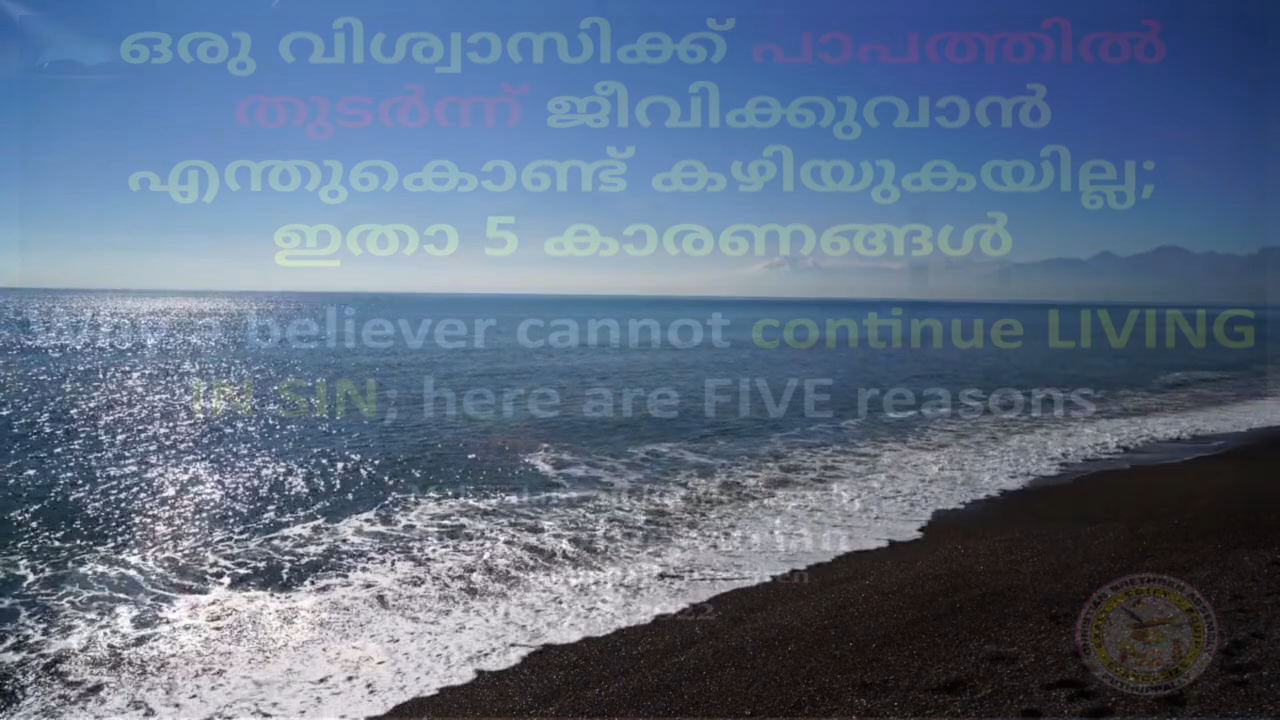 ഒരു വിശ്വാസിക്ക് പാപത്തിൽ
തുടർന്ന് ജീവിക്കുവാൻ
എന്തുകൊണ്ട് കഴിയുകയില്ല;
ഇതാ 5 കാരണങ്ങൾ
Why a believer cannot continue LIVING
IN SIN; here are FIVE reasons